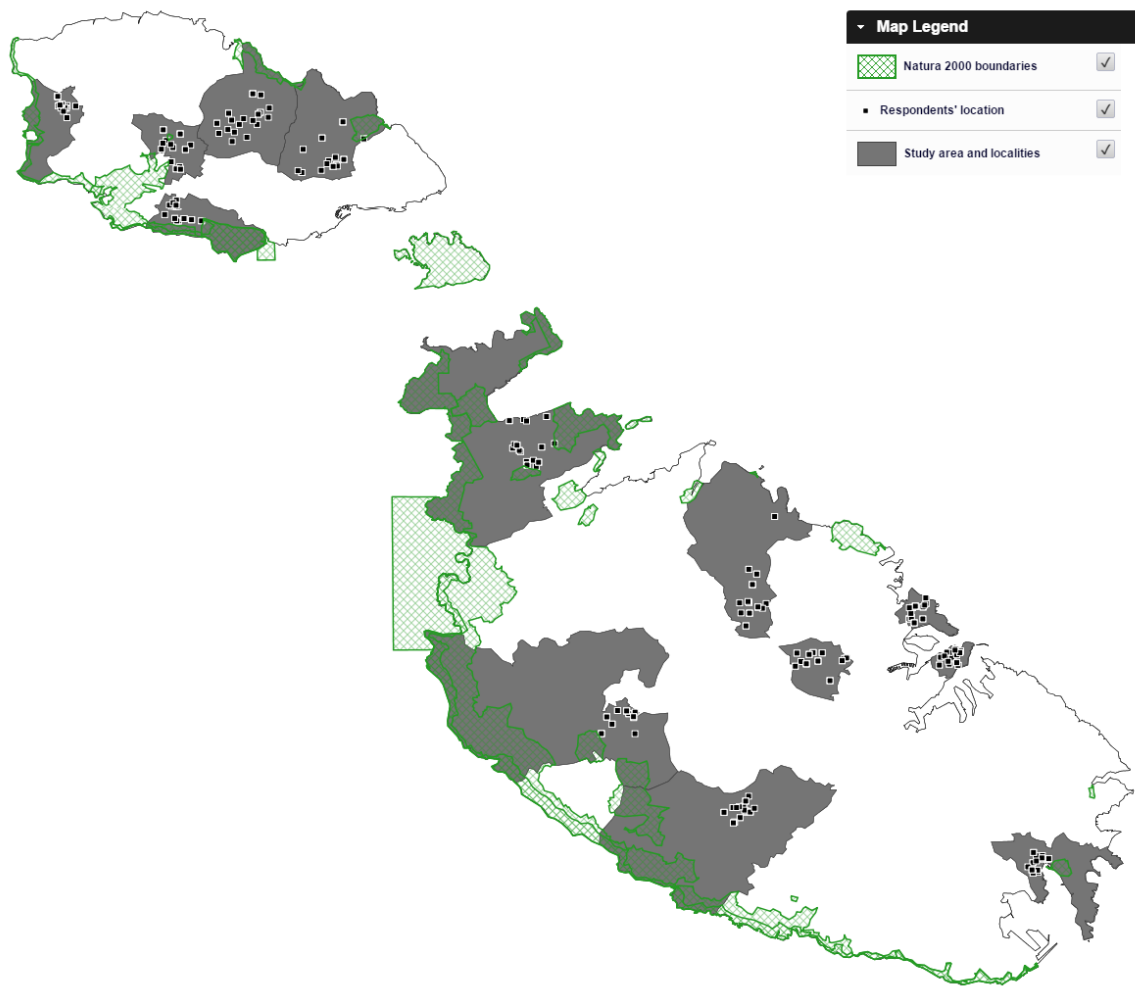 Map Legend
Natura 2000 boundaries
Respondents' location
Study area and localities